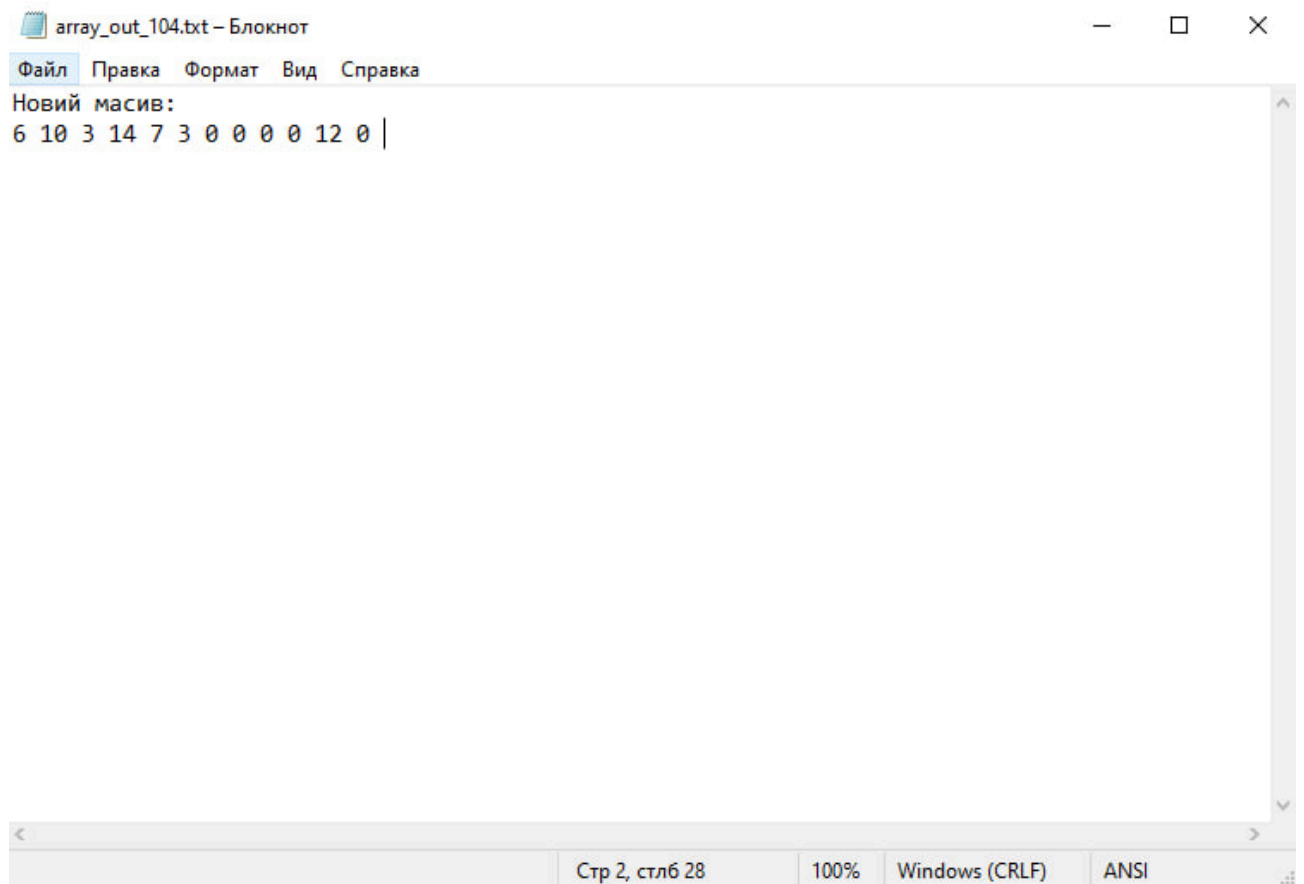 array_out_104.txt – Блокнот
Файл Правка Формат Вид Справка
Новий масив:
6 10 3 14 7 3 0 0 0 0 12 0
Стр 2, стлб 28 100% Windows (CRLF) ANSI